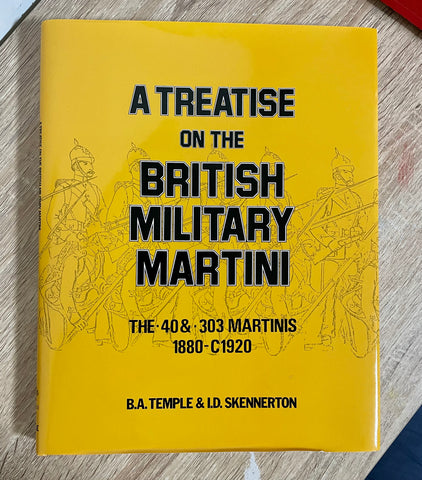 A TREATISE
ON THE
BRITISH
MILITARY
MARTINI
THE ·40 & ·303 MARTINIS
1880-C1920
B.A. TEMPLE & I.D. SKENNERTON